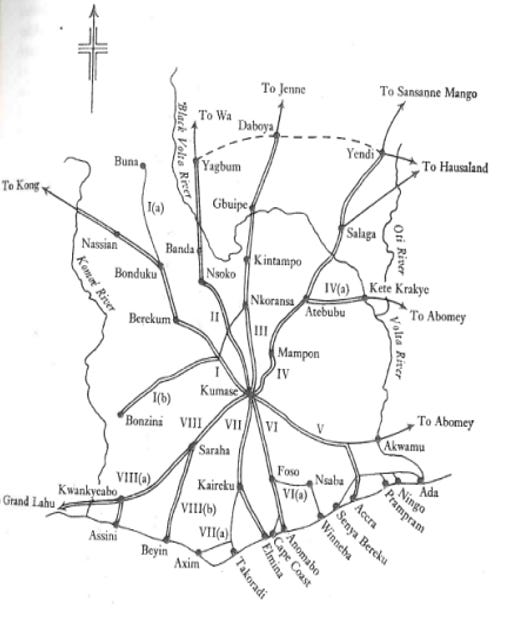 To Jenne
To Sansanne Mango
To Wa
Daboya
Black Volta River
Yendi
Buna
Yagbum
To Hausaland
To Kong
I(a)
Gbuipe
Nassian
Salaga
Oti River
Banda
Kintampo
Bonduku
Nsoko
Komoé River
IV(a)
Kete Krakye
Nkoransa
Atebubu
To Abomey
Berekum
II
III
Volta River
Mampon
I
IV
Kumase
I(b)
Bonzini
VIII
VII
VI
V
To Abomey
Akwamu
Saraha
Foso
Nsaba
VIII(a)
Kwankyeabo
Kaireku
VI(a)
Ada
Ningo
Prampram
Grand Lahu
VIII(b)
Accra
Senya Bereku
Winneba
Assini
VII(a)
Anomabo
Cape Coast
Elmina
Beyin
Axim
Takoradi